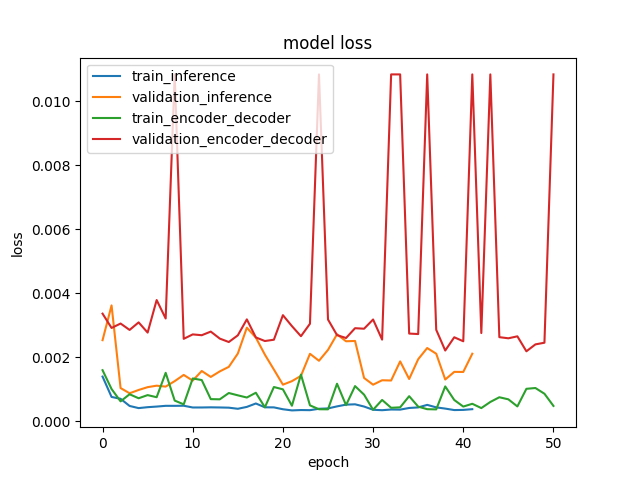 model loss
train_inference
validation_inference
train_encoder_decoder
validation_encoder_decoder
0.010
0.008
0.006
0.004
0.002
0.000
loss
0 10 20 30 40 50
epoch